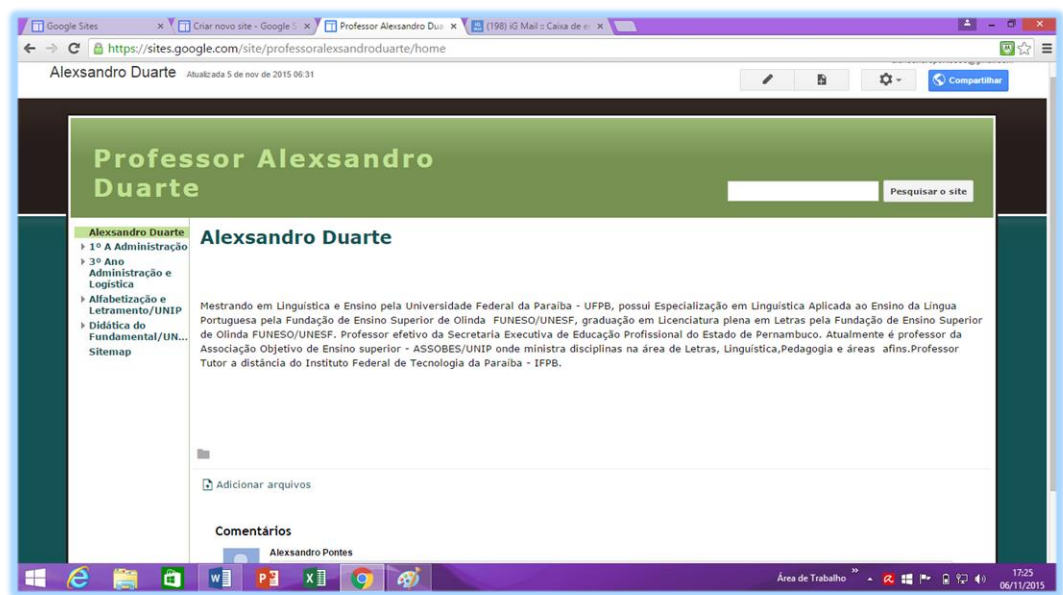 Google Sites
Criar novo site - Google S
Professor Alexsandro Dua
(198) iG Mail :: Caixa de e
https://sites.google.com/site/professoralexsandroduarte/home
Alexsandro Duarte Atualizada 5 de nov de 2015 06:31
Compartilhar
Professor Alexsandro
Duarte
Pesquisar o site
Alexsandro Duarte
1º A Administração
3º Ano
Administração e
Logística
Alfabetização e
Letramento/UNIP
Didática do
Fundamental/UN...
Sitemap
Alexsandro Duarte
Mestrando em Linguística e Ensino pela Universidade Federal da Paraíba - UFPB, possui Especialização em Linguística Aplicada ao Ensino da Língua
Portuguesa pela Fundação de Ensino Superior de Olinda FUNESO/UNESF, graduação em Licenciatura plena em Letras pela Fundação de Ensino Superior
de Olinda FUNESO/UNESF. Professor efetivo da Secretaria Executiva de Educação Profissional do Estado de Pernambuco. Atualmente é professor da
Associação Objetivo de Ensino superior - ASSOBES/UNIP onde ministra disciplinas na área de Letras, Linguística,Pedagogia e áreas afins.Professor
Tutor a distância do Instituto Federal de Tecnologia da Paraíba - IFPB.
Adicionar arquivos
Comentários
Alexsandro Pontes
Área de Trabalho
17:25
06/11/2015